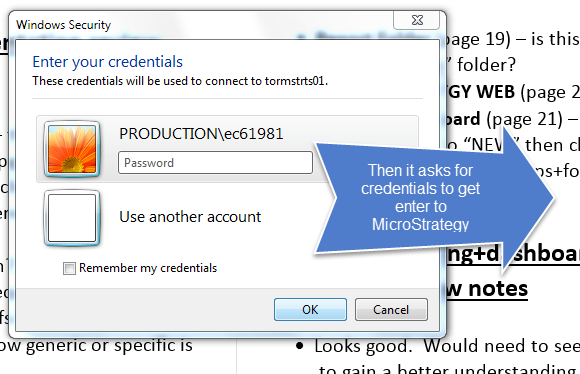 Windows Security
Enter your credentials
These credentials will be used to connect to tormstrts01.
PRODUCTION\ec61981
Password
Use another account
Remember my credentials
OK
Cancel
Then it asks for
credentials to get
enter to
MicroStrategy
page 19) – is this
” folder?
GY WEB (page 2
oard (page 21) –
o “NEW” then cl
ps+fo
ng+dashboa
w notes
• Looks good. Would need to see
to gain a better understanding
ow generic or specific is